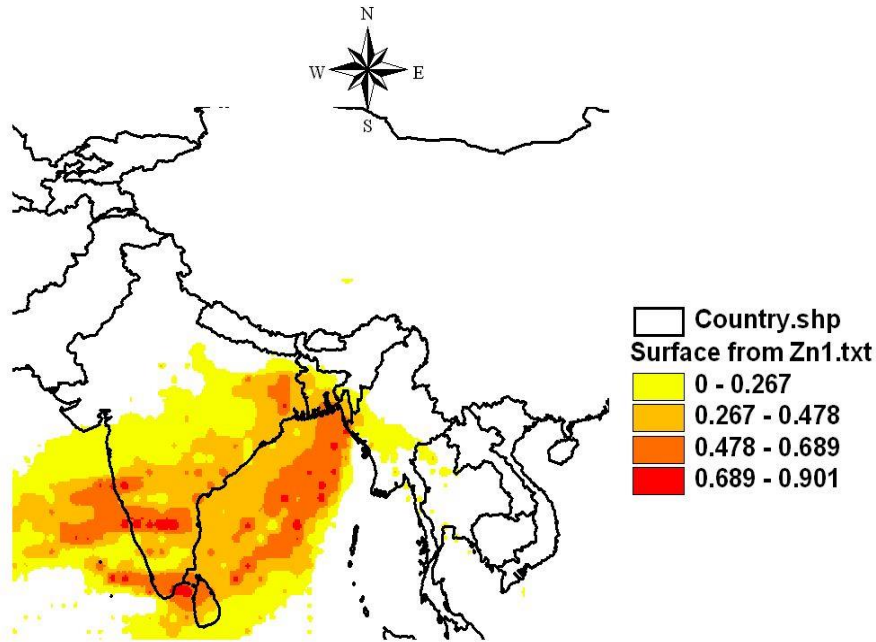 N
W E
S
Country.shp
Surface from Zn1.txt
0 - 0.267
0.267 - 0.478
0.478 - 0.689
0.689 - 0.901